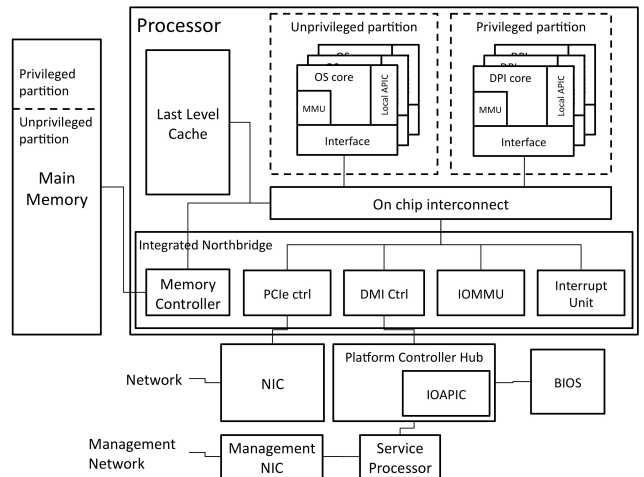 Processor
Unprivileged partition
Privileged partition
OS
OS core
Local APIC
MMU
Interface
DPI
DPI core
Local APIC
MMU
Interface
Privileged
partition
Unprivileged
partition
Main
Memory
Last Level
Cache
On chip interconnect
Integrated Northbridge
Memory
Controller
PCIe ctrl
DMI Ctrl
IOMMU
Interrupt
Unit
Network
NIC
Platform Controller Hub
IOAPIC
BIOS
Management
Network
Management
NIC
Service
Processor